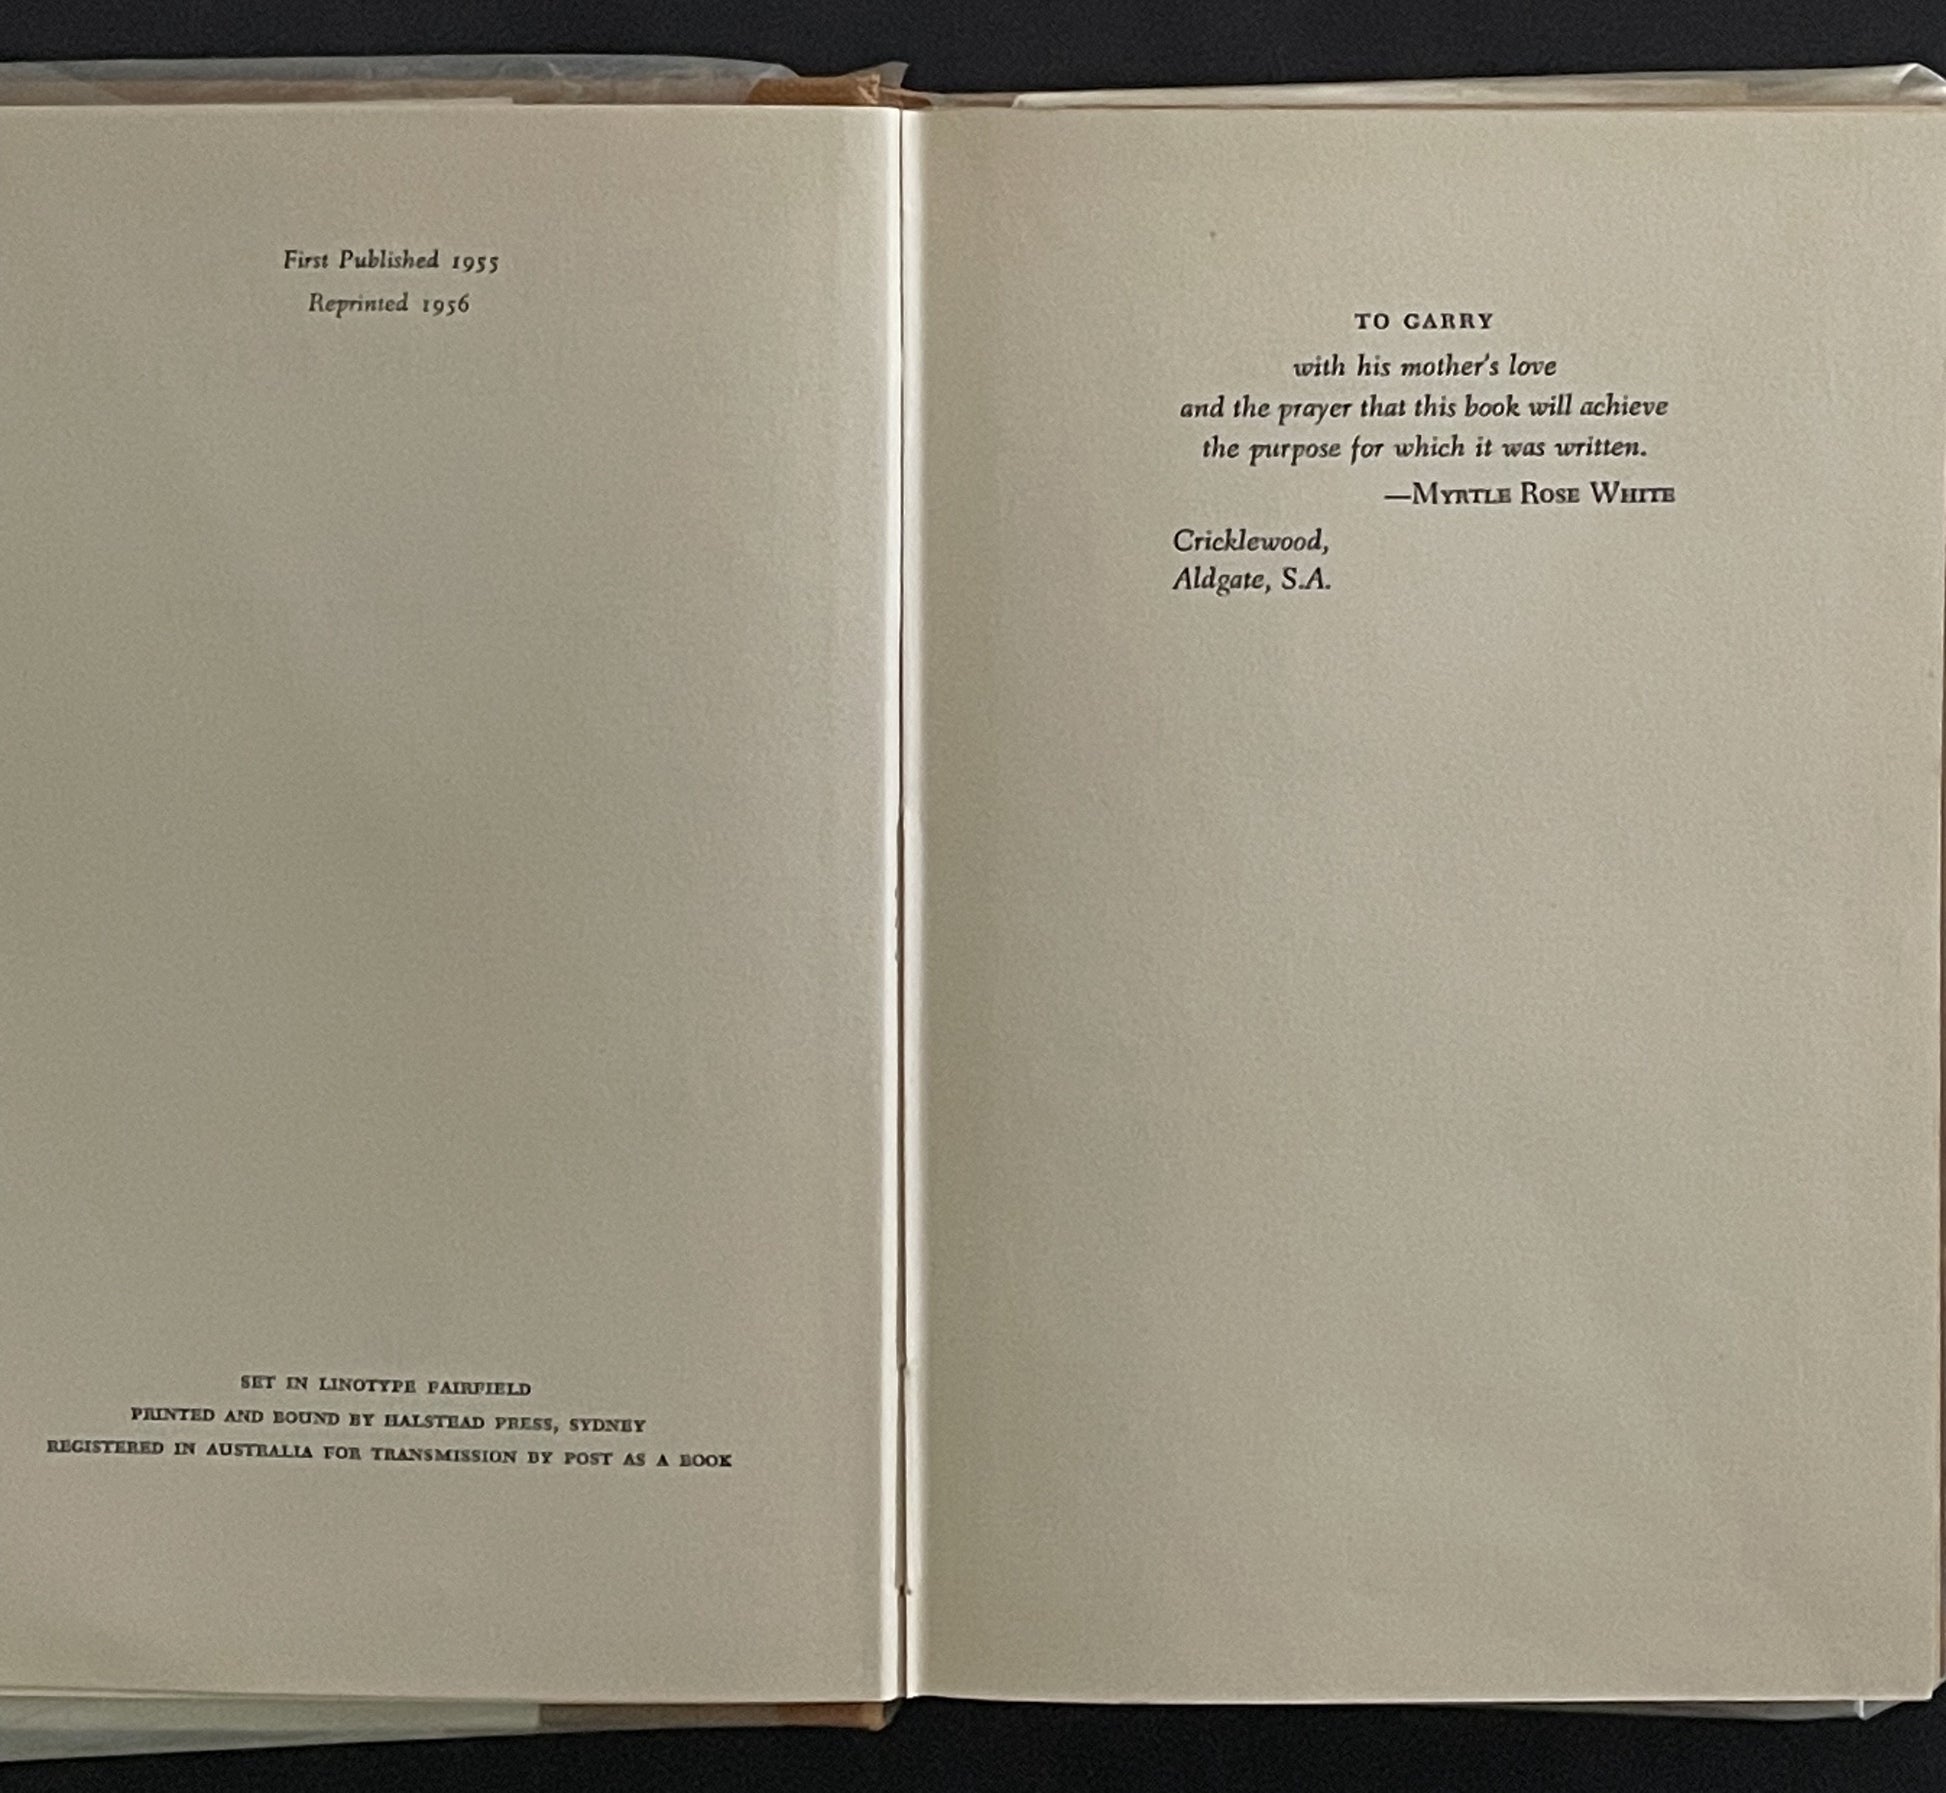 First Published 1955
Reprinted 1956
SET IN LINOTYPE FAIRFIELD
PRINTED AND BOUND BY HALSTEAD PRESS, SYDNEY
REGISTERED IN AUSTRALIA FOR TRANSMISSION BY POST AS A BOOK
TO GARRY
with his mother's love
and the prayer that this book will achieve
the purpose for which it was written.
—MYRTLE ROSE WHITE
Cricklewood,
Aldgate, S.A.